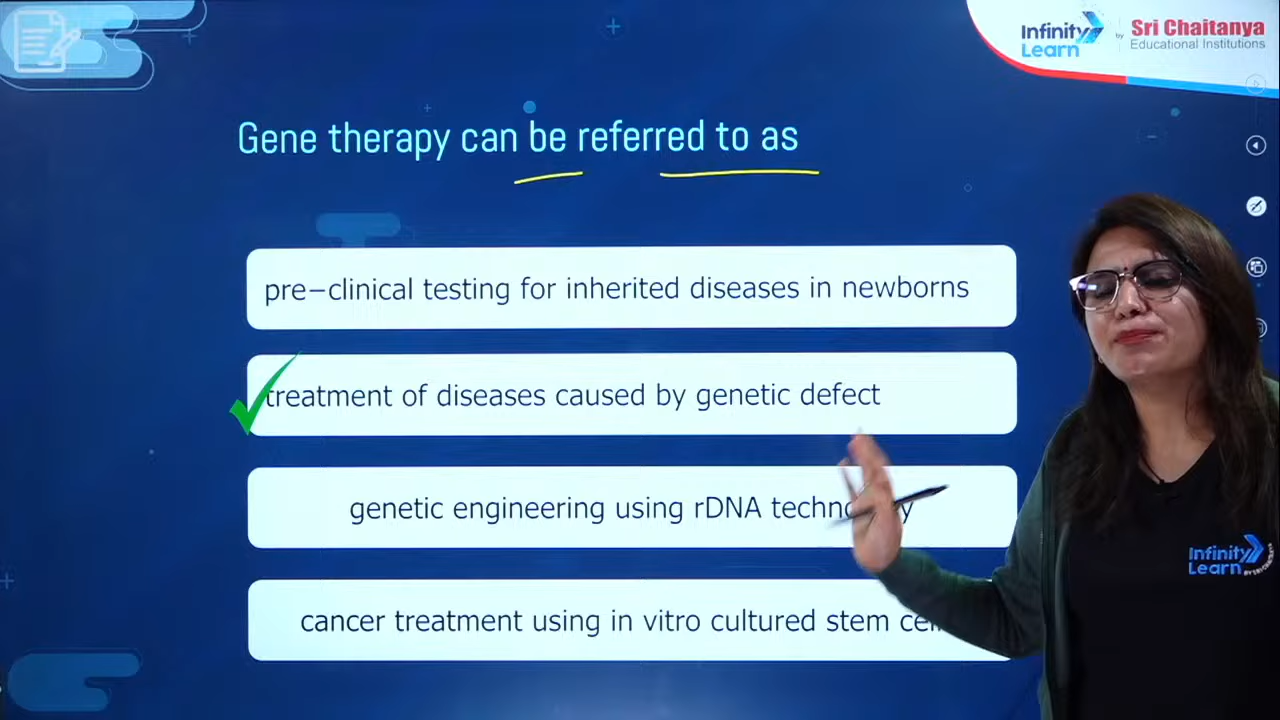 Infinity Learn by Sri Chaitanya Educational Institutions
Gene therapy can be referred to as
pre-clinical testing for inherited diseases in newborns
treatment of diseases caused by genetic defect
genetic engineering using rDNA
cancer treatment using in vitro cultured stem
Infinity
Learn